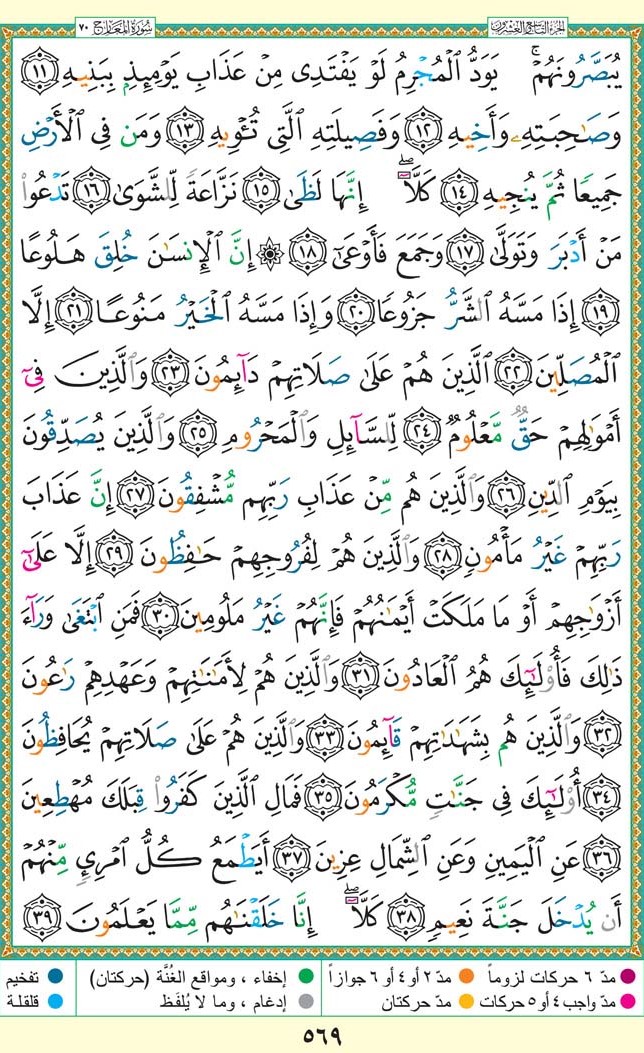 الجزء التاسع والعشرون سورة المعارج ٧٠
يُبَصَّرُونَهُمْ ۚ يَوَدُّ ٱلْمُجْرِمُ لَوْ يَفْتَدِى مِنْ عَذَابِ يَوْمِئِذٍۭ بِبَنِيهِ ١١
وَصَٰحِبَتِهِۦ وَأَخِيهِ ١٢ وَفَصِيلَتِهِ ٱلَّتِى تُـْٔوِيهِ ١٣ وَمَن فِى ٱلْأَرْضِ
جَمِيعًا ثُمَّ يُنجِيهِ ١٤ كَلَّآ ۖ إِنَّهَا لَظَىٰ ١٥ نَزَّاعَةً لِّلشَّوَىٰ ١٦ تَدْعُوا۟
مَنْ أَدْبَرَ وَتَوَلَّىٰ ١٧ وَجَمَعَ فَأَوْعَىٰٓ ١٨ ۞ إِنَّ ٱلْإِنسَٰنَ خُلِقَ هَلُوعًا
١٩ إِذَا مَسَّهُ ٱلشَّرُّ جَزُوعًا ٢٠ وَإِذَا مَسَّهُ ٱلْخَيْرُ مَنُوعًا ٢١ إِلَّا
ٱلْمُصَلِّينَ ٢٢ ٱلَّذِينَ هُمْ عَلَىٰ صَلَاتِهِمْ دَآئِمُونَ ٢٣ وَٱلَّذِينَ فِىٓ
أَمْوَٰلِهِمْ حَقٌّ مَّعْلُومٌ ٢٤ لِّلسَّآئِلِ وَٱلْمَحْرُومِ ٢٥ وَٱلَّذِينَ يُصَدِّقُونَ
بِيَوْمِ ٱلدِّينِ ٢٦ وَٱلَّذِينَ هُم مِّنْ عَذَابِ رَبِّهِم مُّشْفِقُونَ ٢٧ إِنَّ عَذَابَ
رَبِّهِمْ غَيْرُ مَأْمُونٍ ٢٨ وَٱلَّذِينَ هُمْ لِفُرُوجِهِمْ حَٰفِظُونَ ٢٩ إِلَّا عَلَىٰٓ
أَزْوَٰجِهِمْ أَوْ مَا مَلَكَتْ أَيْمَٰنُهُمْ فَإِنَّهُمْ غَيْرُ مَلُومِينَ ٣٠ فَمَنِ ٱبْتَغَىٰ وَرَآءَ
ذَٰلِكَ فَأُو۟لَٰٓئِكَ هُمُ ٱلْعَادُونَ ٣١ وَٱلَّذِينَ هُمْ لِأَمَٰنَٰتِهِمْ وَعَهْدِهِمْ رَٰعُونَ
٣٢ وَٱلَّذِينَ هُم بِشَهَٰدَٰتِهِمْ قَآئِمُونَ ٣٣ وَٱلَّذِينَ هُمْ عَلَىٰ صَلَاتِهِمْ يُحَافِظُونَ
٣٤ أُو۟لَٰٓئِكَ فِى جَنَّٰتٍ مُّكْرَمُونَ ٣٥ فَمَالِ ٱلَّذِينَ كَفَرُوا۟ قِبَلَكَ مُهْطِعِينَ
٣٦ عَنِ ٱلْيَمِينِ وَعَنِ ٱلشِّمَالِ عِزِينَ ٣٧ أَيَطْمَعُ كُلُّ ٱمْرِئٍ مِّنْهُمْ
أَن يُدْخَلَ جَنَّةَ نَعِيمٍ ٣٨ كَلَّآ ۖ إِنَّا خَلَقْنَٰهُم مِّمَّا يَعْلَمُونَ ٣٩
مدّ ٦ حركات لزوماً مدّ ٢ أو ٤ أو ٦ جوازاً إخفاء ، ومواقع الغُنَّة (حركتان) تفخيم
مدّ واجب ٤ أو ٥ حركات مدّ حركتان إدغام ، وما لا يُلفَظ قلقلة
٥٦٩